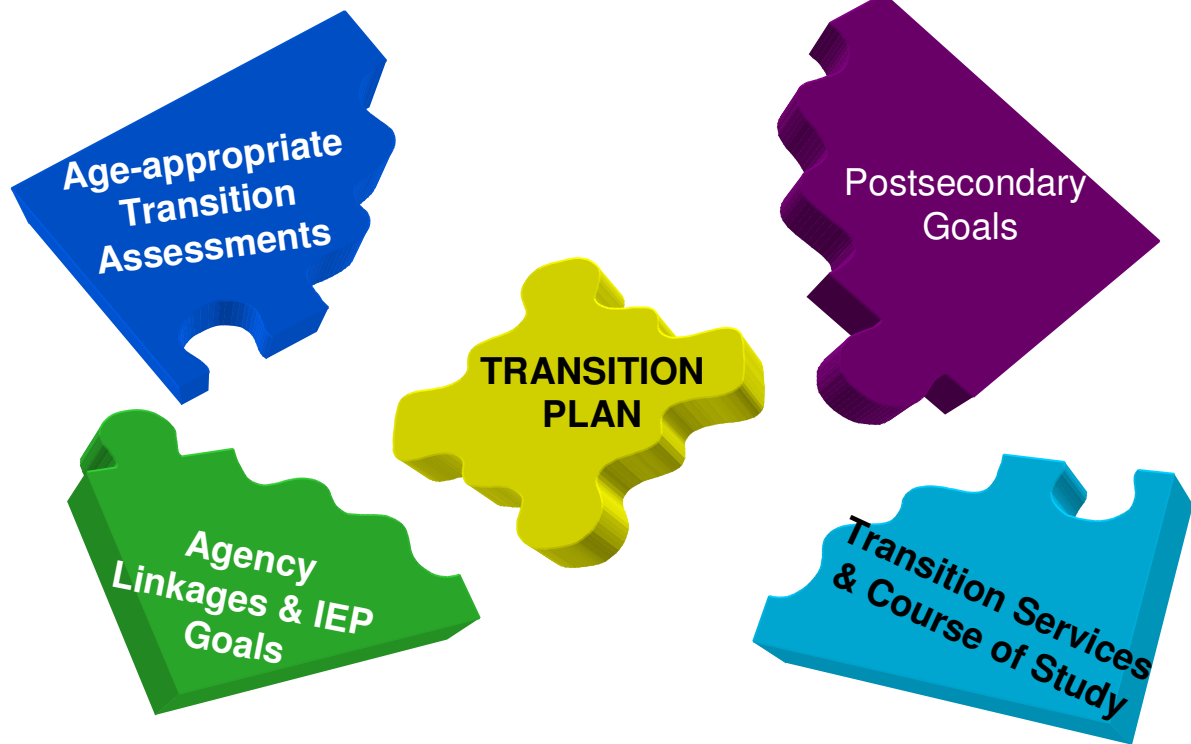 Age-appropriate
Transition
Assessments
Postsecondary
Goals
TRANSITION
PLAN
Agency
Linkages & IEP
Goals
Transition Services
& Course of Study